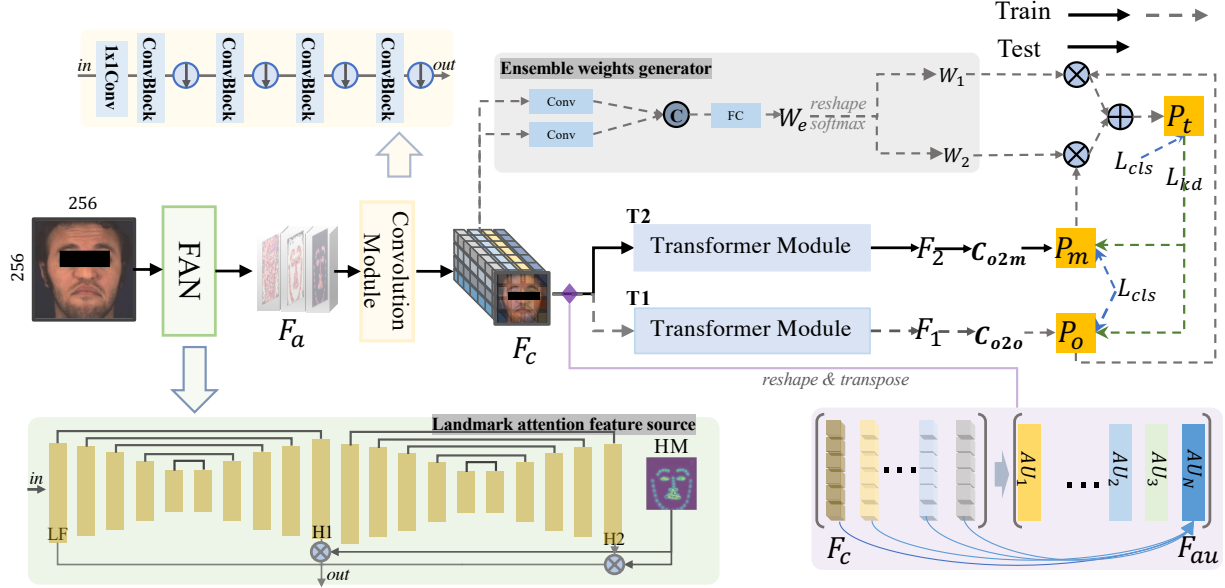 Train
Test
in
1x1Conv
ConvBlock
ConvBlock
ConvBlock
ConvBlock
out
Ensemble weights generator
Conv
Conv
C
FC
W_e
reshape
softmax
W_1
W_2
P_t
L_cls
L_kd
256
256
FAN
F_a
Convolution
Module
F_c
T2
Transformer Module
F_2
C_o2m
P_m
L_cls
T1
Transformer Module
F_1
C_o2o
P_o
reshape & transpose
Landmark attention feature source
HM
in
LF
H1
H2
out
AU_1
AU_2
AU_3
AU_N
F_c
F_au